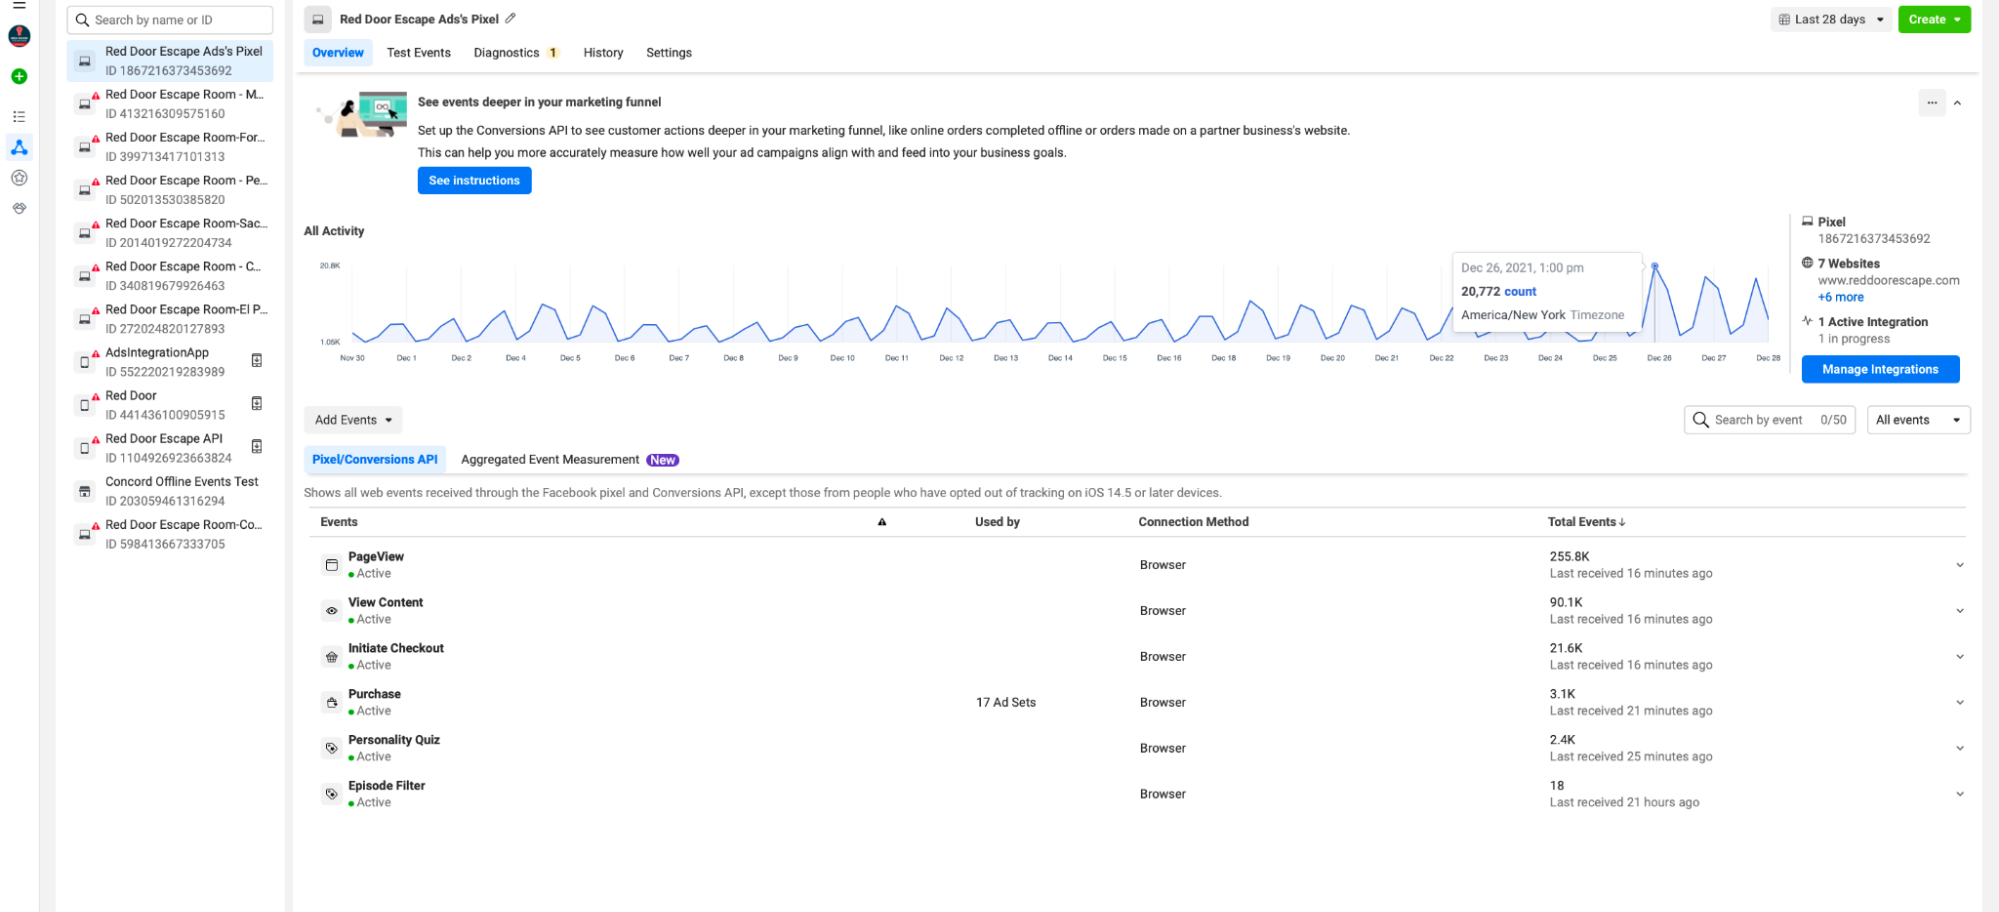 Search by name or ID
Red Door Escape Ads's Pixel
ID 1867216373453692
Red Door Escape Room - M...
ID 413216309575160
Red Door Escape Room-For...
ID 399713417101313
Red Door Escape Room - Pe...
ID 502013530385820
Red Door Escape Room-Sac...
ID 2014019272204734
Red Door Escape Room - C...
ID 340819679926463
Red Door Escape Room-El P...
ID 272024820127893
AdsIntegrationApp
ID 552220219283989
Red Door
ID 441436100905915
Red Door Escape API
ID 1104926923663824
Concord Offline Events Test
ID 203059461316294
Red Door Escape Room-Co...
ID 598413667333705
Red Door Escape Ads's Pixel
Last 28 days
Create
Overview Test Events Diagnostics 1 History Settings
See events deeper in your marketing funnel
Set up the Conversions API to see customer actions deeper in your marketing funnel, like online orders completed offline or orders made on a partner business's website.
This can help you more accurately measure how well your ad campaigns align with and feed into your business goals.
See instructions
All Activity
20.8K
1.05K
Nov 30 Dec 1 Dec 2 Dec 4 Dec 5 Dec 6 Dec 7 Dec 8 Dec 9 Dec 10 Dec 11 Dec 12 Dec 13 Dec 14 Dec 15 Dec 16 Dec 18 Dec 19 Dec 20 Dec 21 Dec 22 Dec 23 Dec 24 Dec 25 Dec 26 Dec 27 Dec 28
Dec 26, 2021, 1:00 pm
20,772 count
America/New York Timezone
Pixel
1867216373453692
7 Websites
www.reddoorescape.com
+6 more
1 Active Integration
1 in progress
Manage Integrations
Add Events
Search by event 0/50
All events
Pixel/Conversions API Aggregated Event Measurement New
Shows all web events received through the Facebook pixel and Conversions API, except those from people who have opted out of tracking on iOS 14.5 or later devices.
Events Used by Connection Method Total Events↓
PageView
Active
Browser
255.8K
Last received 16 minutes ago
View Content
Active
Browser
90.1K
Last received 16 minutes ago
Initiate Checkout
Active
Browser
21.6K
Last received 16 minutes ago
Purchase
Active
17 Ad Sets
Browser
3.1K
Last received 21 minutes ago
Personality Quiz
Active
Browser
2.4K
Last received 25 minutes ago
Episode Filter
Active
Browser
18
Last received 21 hours ago